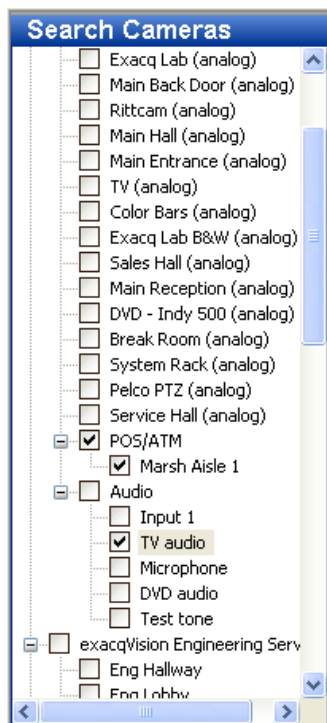 Search Cameras
Exacq Lab (analog)
Main Back Door (analog)
Rittcam (analog)
Main Hall (analog)
Main Entrance (analog)
TV (analog)
Color Bars (analog)
Exacq Lab B&W (analog)
Sales Hall (analog)
Main Reception (analog)
DVD - Indy 500 (analog)
Break Room (analog)
System Rack (analog)
Pelco PTZ (analog)
Service Hall (analog)
POS/ATM
Marsh Aisle 1
Audio
Input 1
TV audio
Microphone
DVD audio
Test tone
exacqVision Engineering Serv
Eng Hallway
Eng Lobby